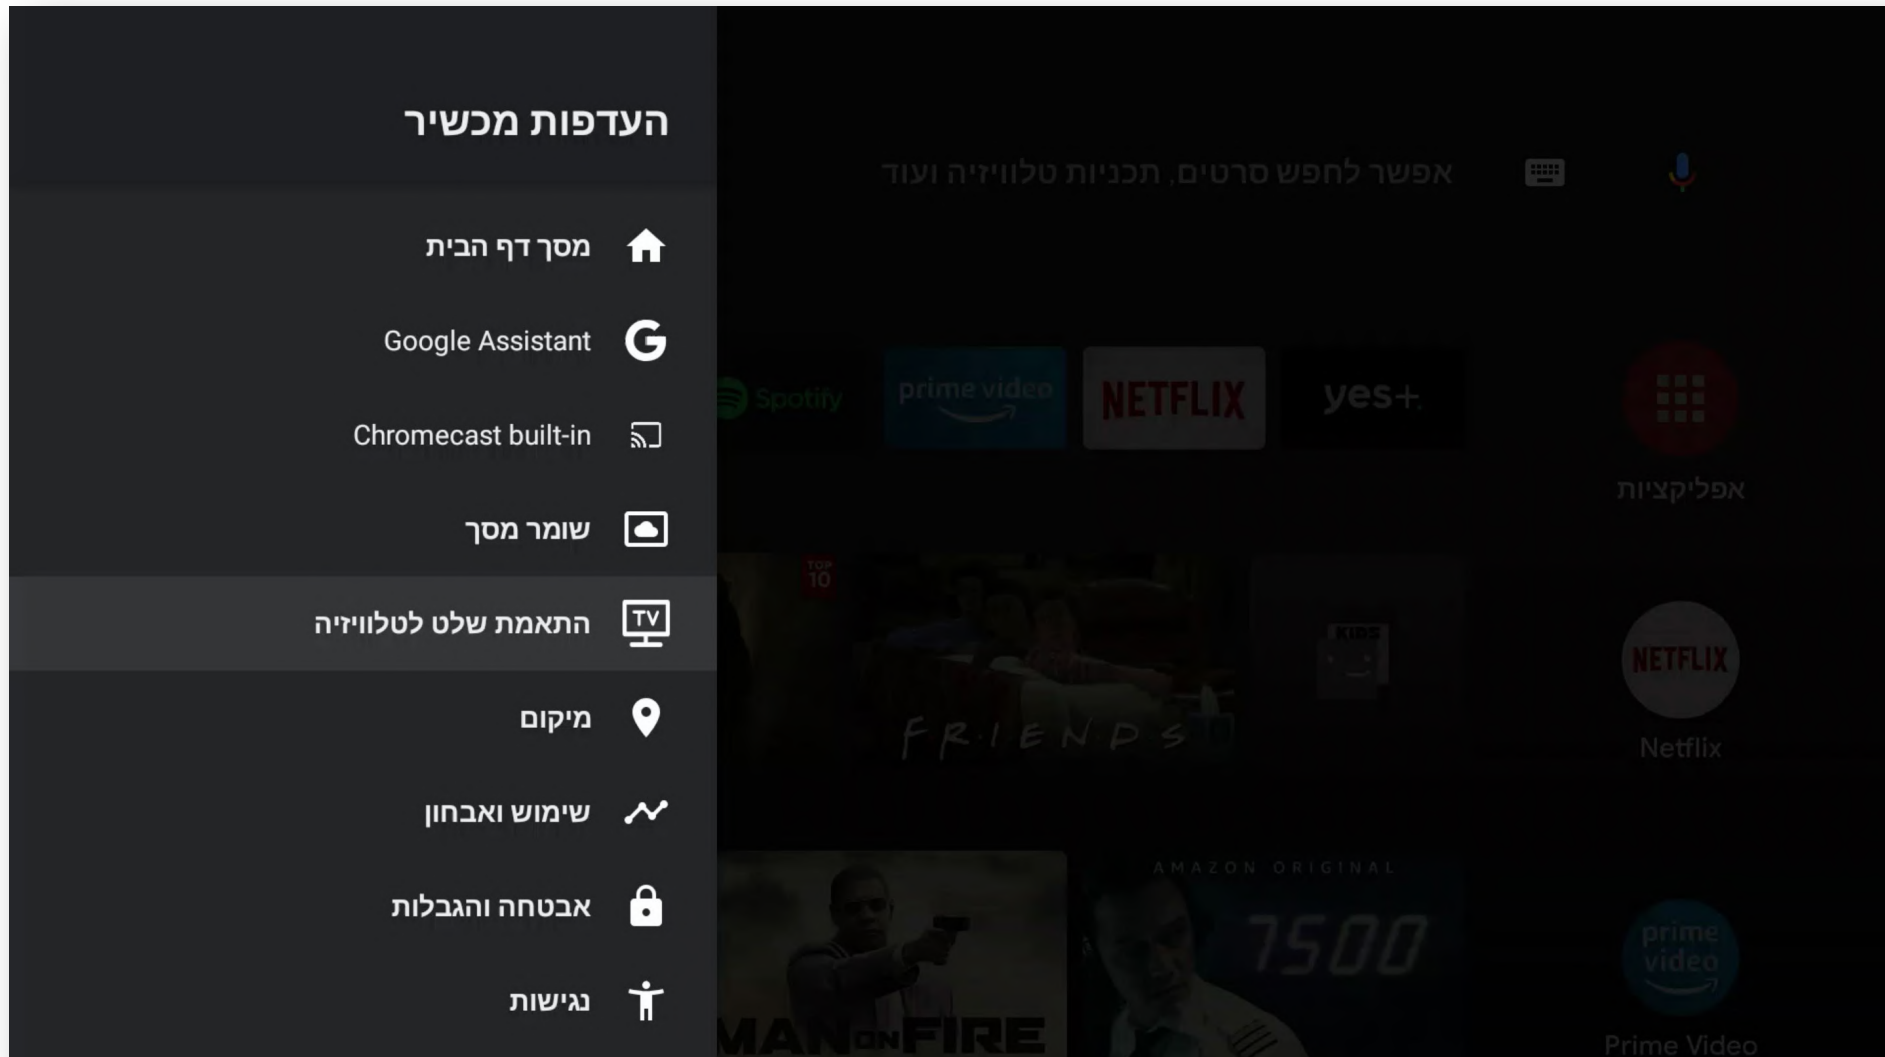 העדפות מכשיר
מסך דף הבית
Google Assistant
Chromecast built-in
שומר מסך
TV
התאמת שלט לטלוויזיה
מיקום
שימוש ואבחון
אבטחה והגבלות
נגישות
אפשר לחפש סרטים, תכניות טלוויזיה ועוד
אפליקציות
yes+
NETFLIX
prime video
Spotify
NETFLIX
Netflix
KIDS
FRIENDS
TOP
10
prime
video
Prime Video
AMAZON ORIGINAL
7500
MAN ON FIRE